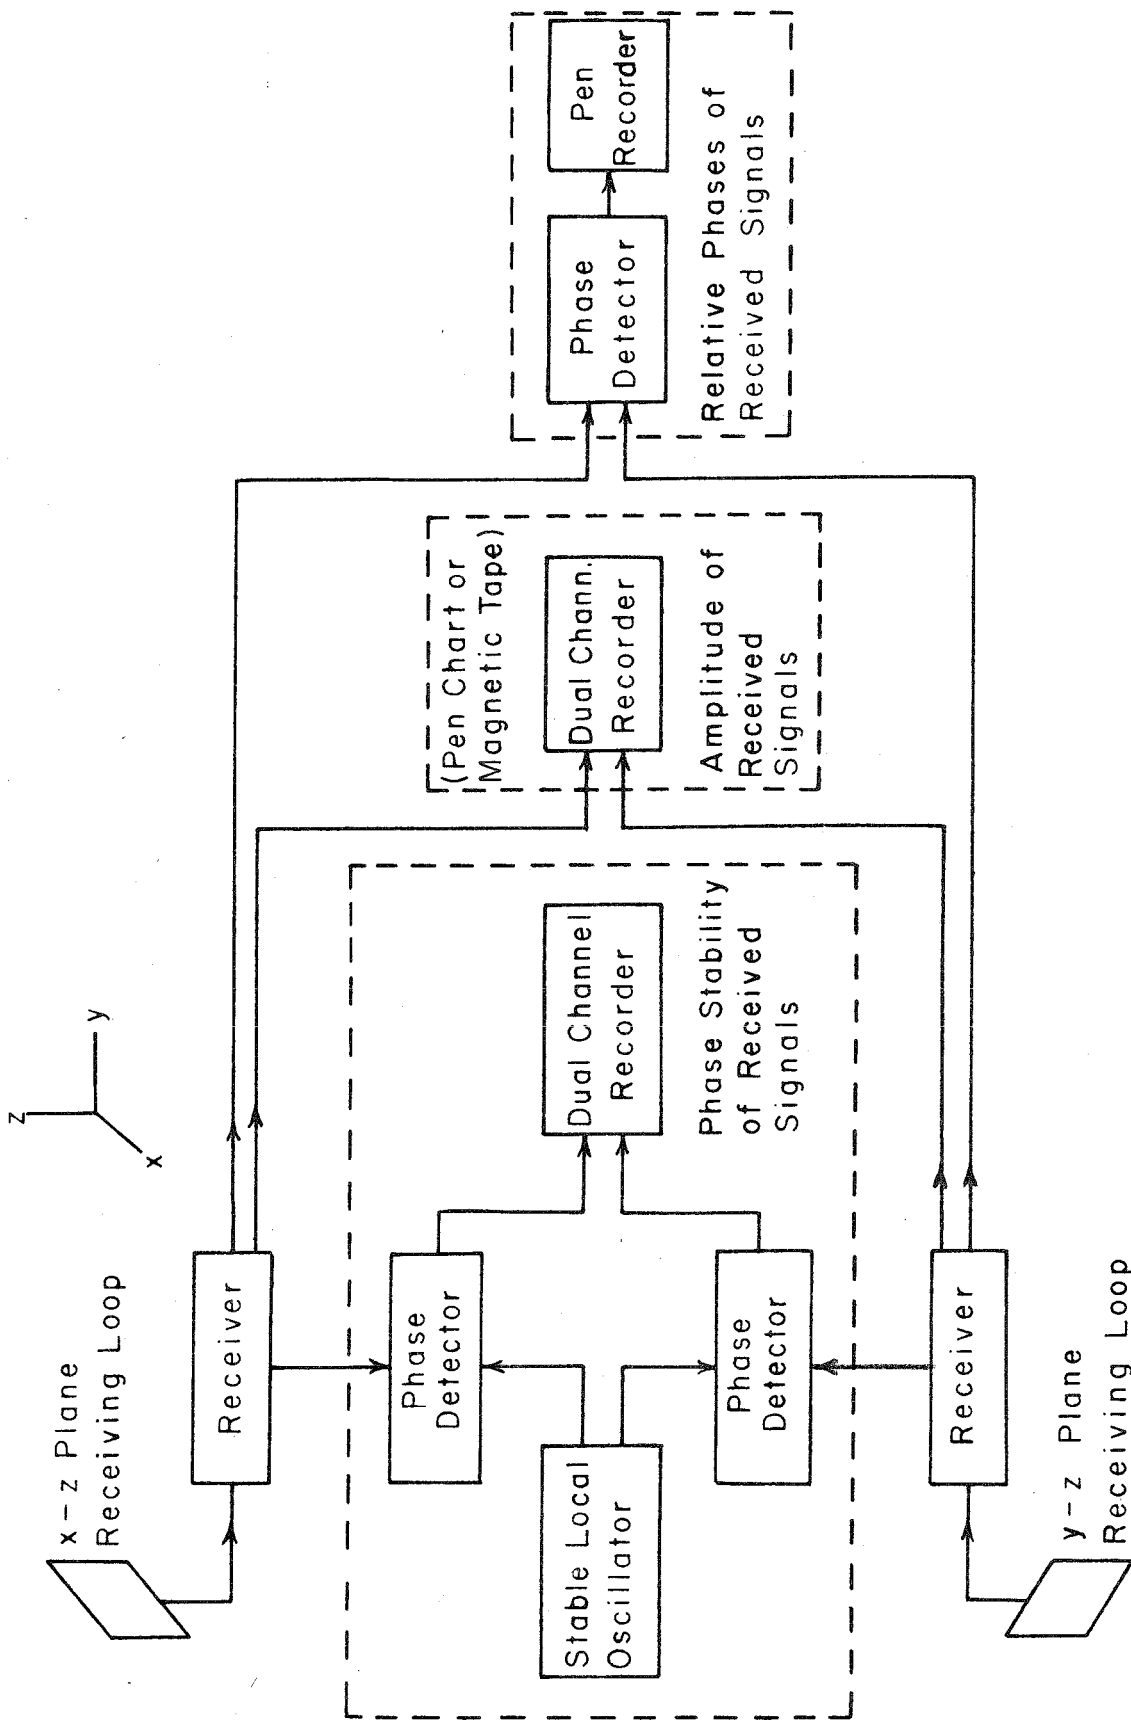 x-z Plane
Receiving Loop
Receiver
z
y
x
Phase
Detector
Stable Local
Oscillator
Phase
Detector
Dual Channel
Recorder
Phase Stability
of Received
Signals
(Pen Chart or
Magnetic Tape)
Dual Chann.
Recorder
Amplitude of
Received
Signals
Phase
Detector
Pen
Recorder
Relative Phases of
Received Signals
y-z Plane
Receiving Loop
Receiver